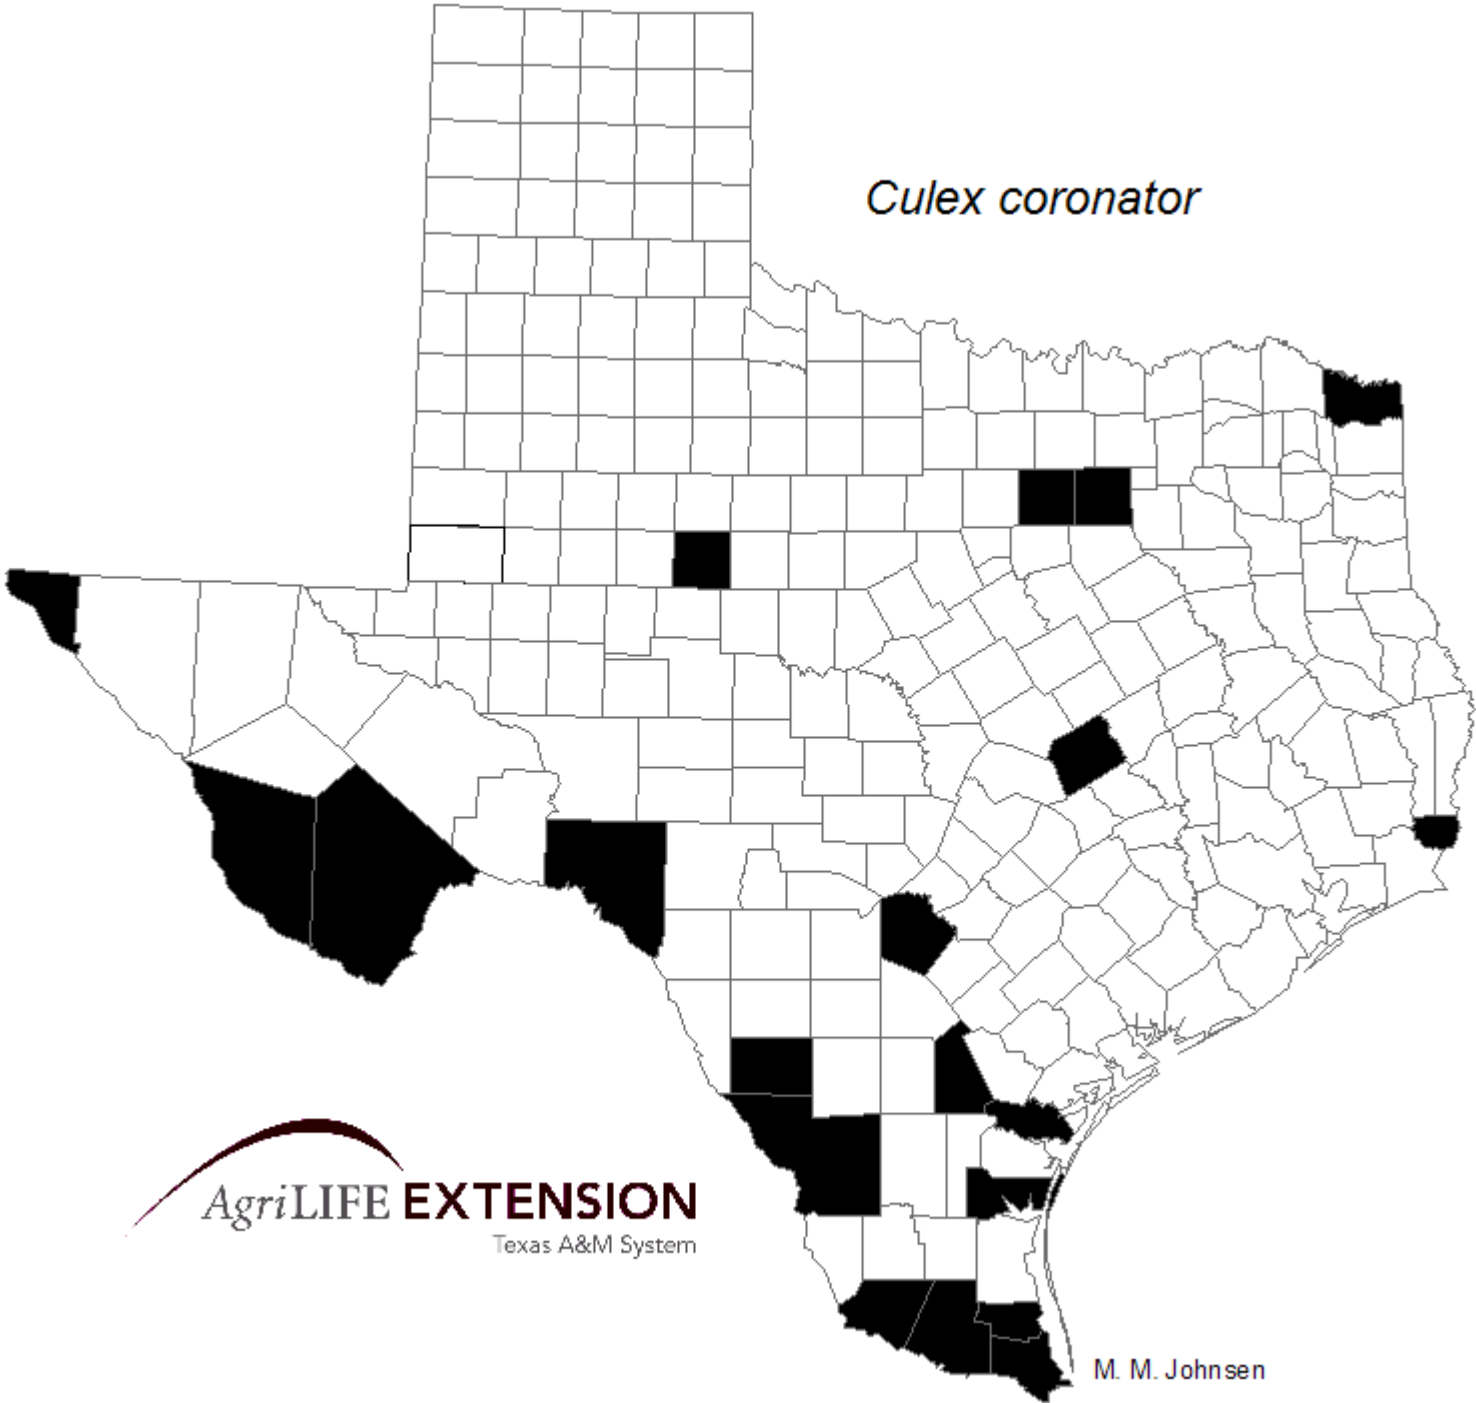 Culex coronator
AgriLIFE EXTENSION
Texas A&M System
M. M. Johnsen